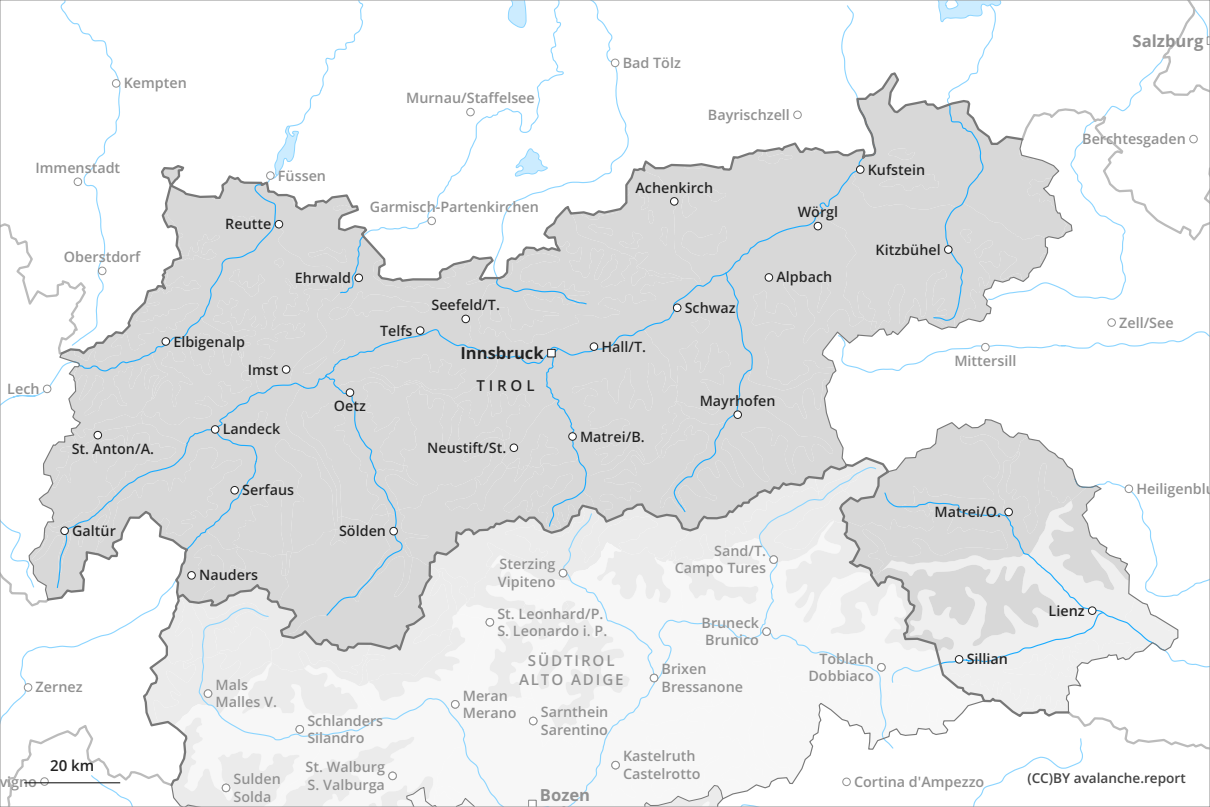 Salzburg
Bad Tölz
Kempten
Murnau/Staffelsee
Bayrischzell
Berchtesgaden
Immenstadt
Füssen
Kufstein
Achenkirch
Garmisch-Partenkirchen
Wörgl
Reutte
Kitzbühel
Oberstdorf
Ehrwald
Alpbach
Seefeld/T.
Schwaz
Telfs
Zell/See
Elbigenalp
Innsbruck
Hall/T.
Mittersill
Imst
TIROL
Lech
Oetz
Mayrhofen
Landeck
Matrei/B.
St. Anton/A.
Neustift/St.
Serfaus
Heiligenblu
Matrei/O.
Galtür
Sölden
Sand/T.
Campo Tures
Sterzing
Vipiteno
Nauders
Lienz
St. Leonhard/P.
S. Leonardo i. P.
Bruneck
Brunico
SÜDTIROL
ALTO ADIGE
Toblach
Dobbiaco
Sillian
Brixen
Bressanone
Zernez
Mals
Malles V.
Meran
Merano
Sarnthein
Sarentino
Schlanders
Silandro
Kastelruth
Castelrotto
20 km
St. Walburg
S. Valburga
vigno
Sulden
Solda
Cortina d'Ampezzo
(CC)BY avalanche.report
Bozen